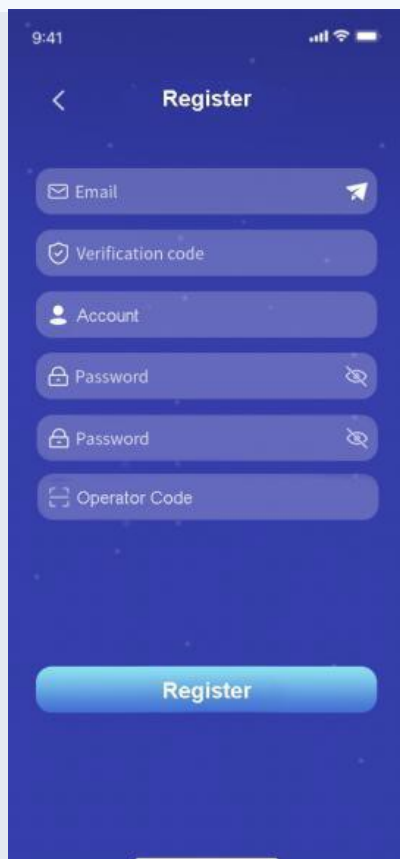 9:41
Register
Email
Verification code
Account
Password
Password
Operator Code
Register